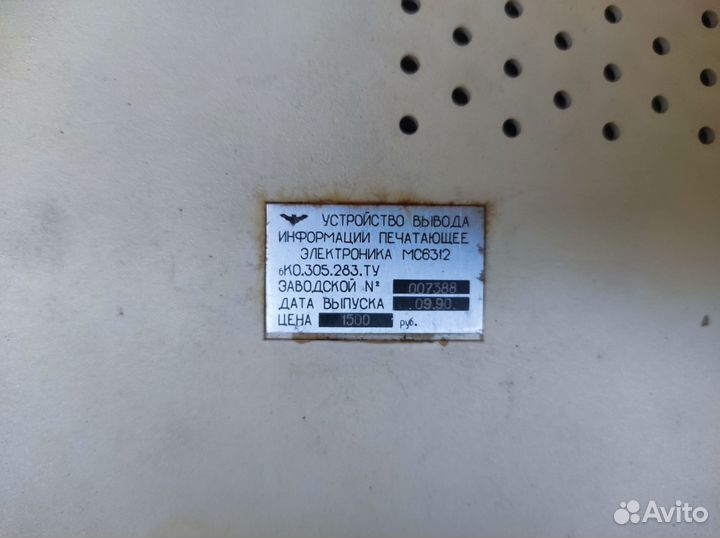 УСТРОЙСТВО ВЫВОДА
ИНФОРМАЦИИ ПЕЧАТАЮЩЕЕ
ЭЛЕКТРОНИКА МС6312
6КО.305.283.ТУ
ЗАВОДСКОЙ № 007388
ДАТА ВЫПУСКА 09.90
ЦЕНА 1500 руб.
Avito